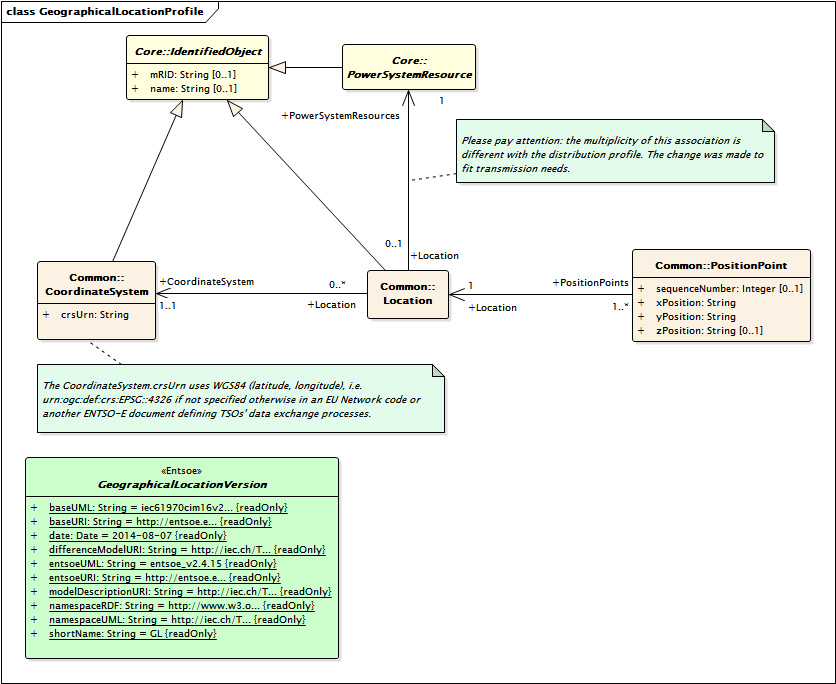 class GeographicalLocationProfile
Core::IdentifiedObject
+ mRID: String [0..1]
+ name: String [0..1]
Core::
PowerSystemResource
+PowerSystemResources
1
Please pay attention: the multiplicity of this association is
different with the distribution profile. The change was made to
fit transmission needs.
0..1
+Location
Common::
CoordinateSystem
+ crsUrn: String
+CoordinateSystem
1..1
0..*
+Location
Common::
Location
1
+Location
+PositionPoints
1..*
Common::PositionPoint
+ sequenceNumber: Integer [0..1]
+ xPosition: String
+ yPosition: String
+ zPosition: String [0..1]
The CoordinateSystem.crsUrn uses WGS84 (latitude, longitude), i.e.
urn:ogc:def:crs:EPSG::4326 if not specified otherwise in an EU Network code or
another ENTSO-E document defining TSOs' data exchange processes.
«Entsoe»
GeographicalLocationVersion
+ baseUML: String = iec61970cim16v2... {readOnly}
+ baseURI: String = http://entsoe.e... {readOnly}
+ date: Date = 2014-08-07 {readOnly}
+ differenceModelURI: String = http://iec.ch/T... {readOnly}
+ entsoeUML: String = entsoe_v2.4.15 {readOnly}
+ entsoeURI: String = http://entsoe.e... {readOnly}
+ modelDescriptionURI: String = http://iec.ch/T... {readOnly}
+ namespaceRDF: String = http://www.w3.o... {readOnly}
+ namespaceUML: String = http://iec.ch/T... {readOnly}
+ shortName: String = GL {readOnly}